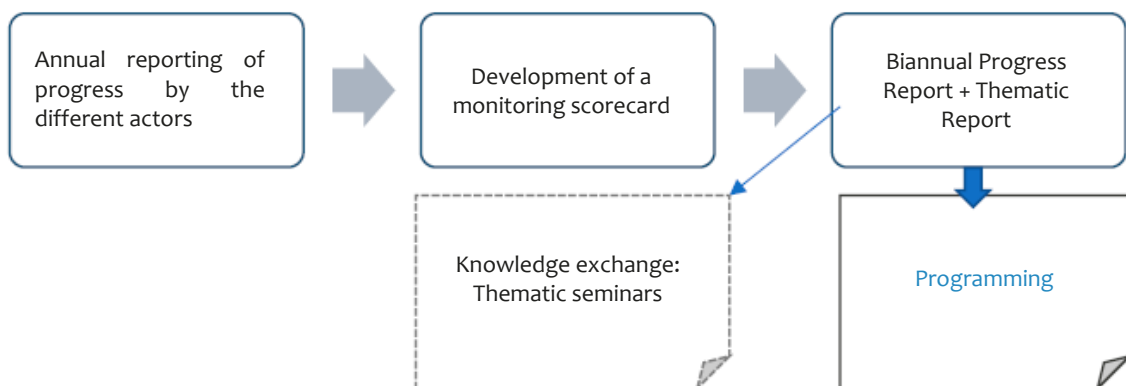 Annual reporting of
progress by the
different actors
Development of a
monitoring scorecard
Biannual Progress
Report + Thematic
Report
Knowledge exchange:
Thematic seminars
Programming